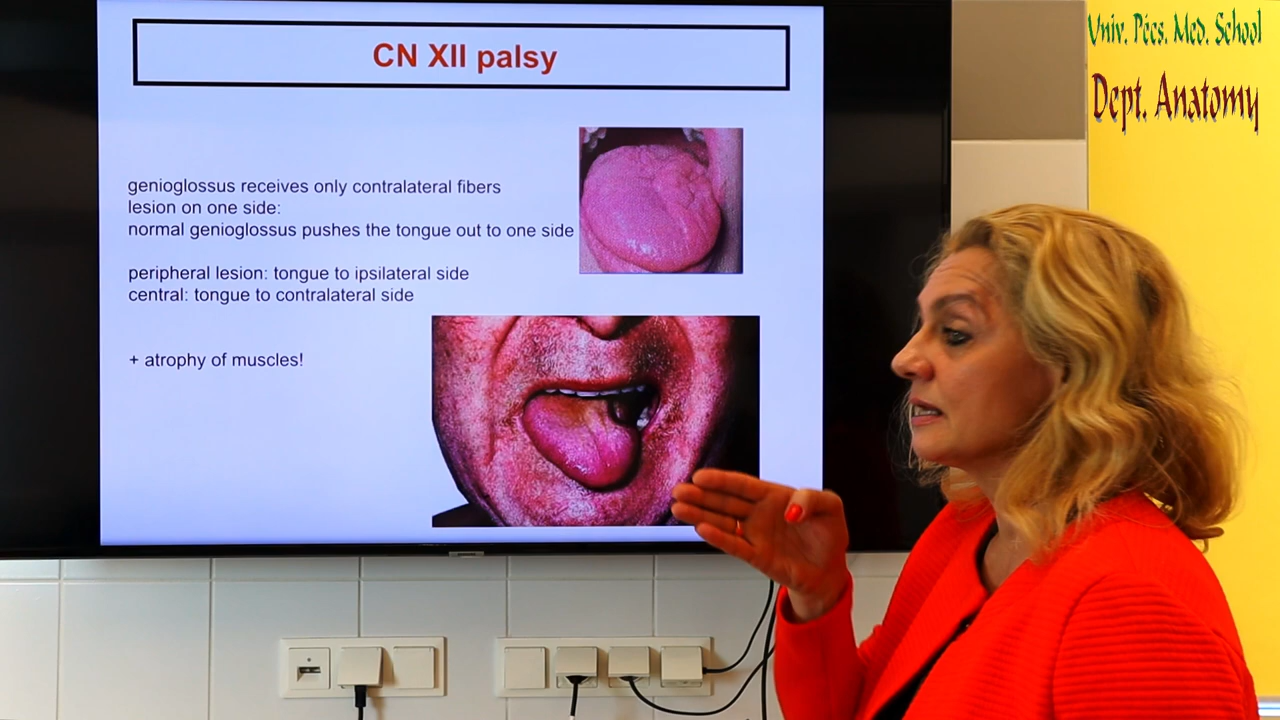 CN XII palsy
genioglossus receives only contralateral fibers
lesion on one side:
normal genioglossus pushes the tongue out to one side
peripheral lesion: tongue to ipsilateral side
central: tongue to contralateral side
+ atrophy of muscles!
Univ. Pécs. Med. School
Dept. Anatomy